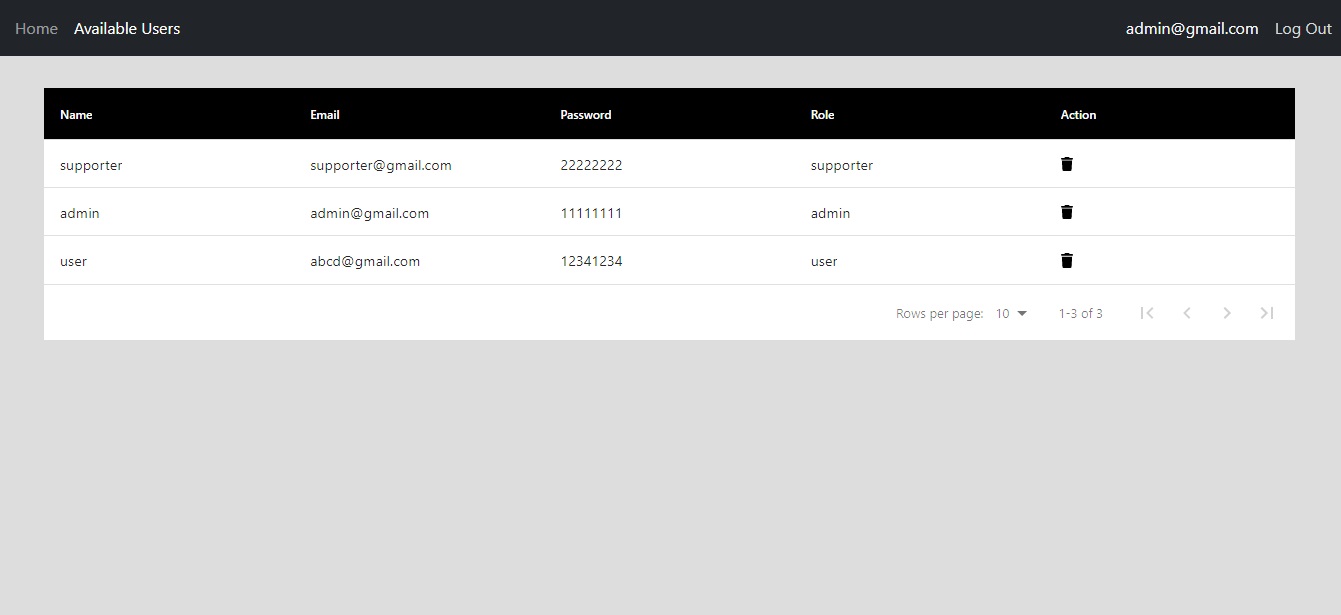 Home Available Users admin@gmail.com Log Out
Name Email Password Role Action
supporter supporter@gmail.com 22222222 supporter
admin admin@gmail.com 11111111 admin
user abcd@gmail.com 12341234 user
Rows per page: 10 1-3 of 3